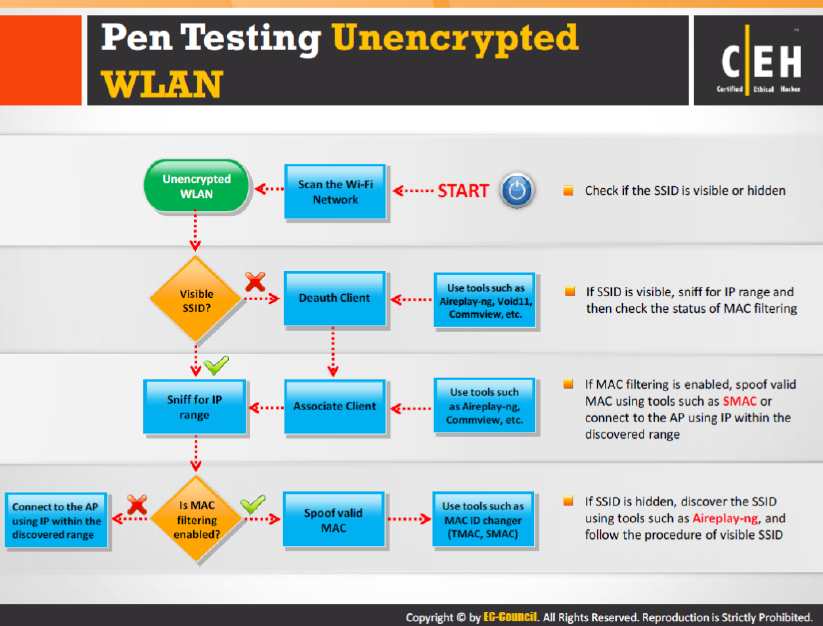 Pen Testing Unencrypted
WLAN
C|EH
Certified Ethical Hacker
Unencrypted
WLAN
Scan the Wi-Fi
Network
START
Check if the SSID is visible or hidden
Visible
SSID?
Deauth Client
Use tools such as
Aireplay-ng, Void11,
Commview, etc.
If SSID is visible, sniff for IP range and
then check the status of MAC filtering
Sniff for IP
range
Associate Client
Use tools such
as Aireplay-ng,
Commview, etc.
If MAC filtering is enabled, spoof valid
MAC using tools such as SMAC or
connect to the AP using IP within the
discovered range
Connect to the AP
using IP within the
discovered range
Is MAC
filtering
enabled?
Spoof valid
MAC
Use tools such as
MAC ID changer
(TMAC, SMAC)
If SSID is hidden, discover the SSID
using tools such as Aireplay-ng, and
follow the procedure of visible SSID
Copyright © by EC-Council. All Rights Reserved. Reproduction is Strictly Prohibited.